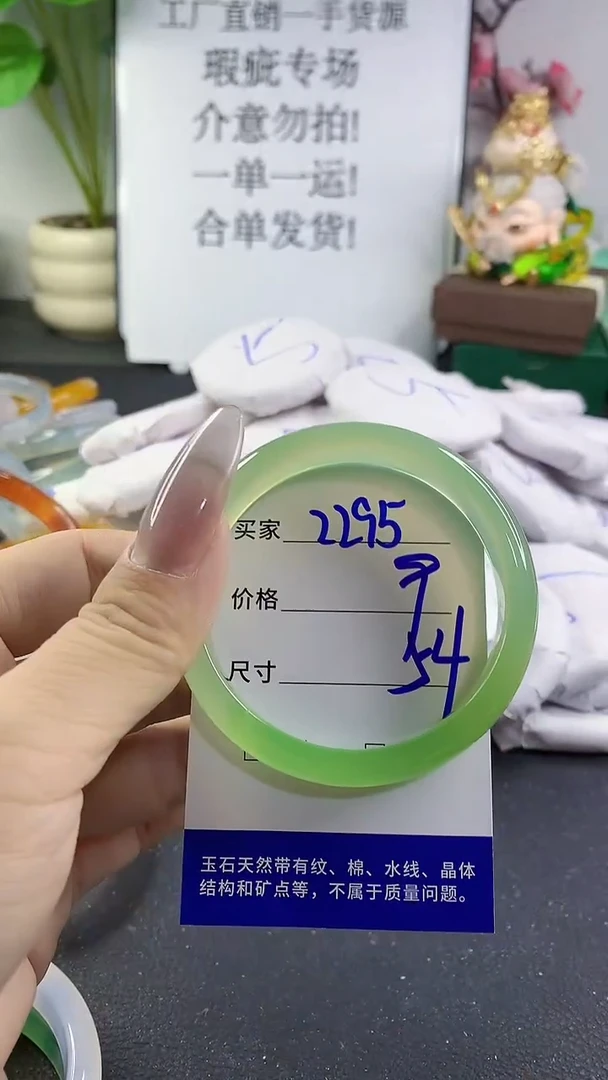 工厂直销一手货源
瑕疵专场
介意勿拍!
一单一运!
合单发货!
买家 2295
价格
尺寸 54
玉石天然带有纹、棉、水线、晶体
结构和矿点等，不属于质量问题。